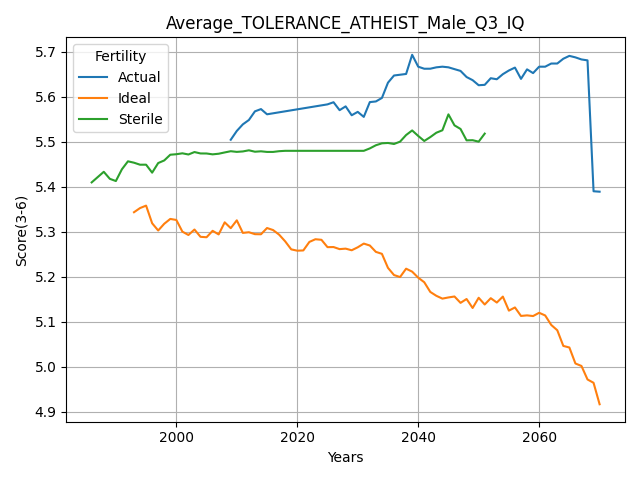 Average_TOLERANCE_ATHEIST_Male_Q3_IQ
Fertility
Actual
Ideal
Sterile
Score(3-6)
5.7
5.6
5.5
5.4
5.3
5.2
5.1
5.0
4.9
2000
2020
2040
2060
Years